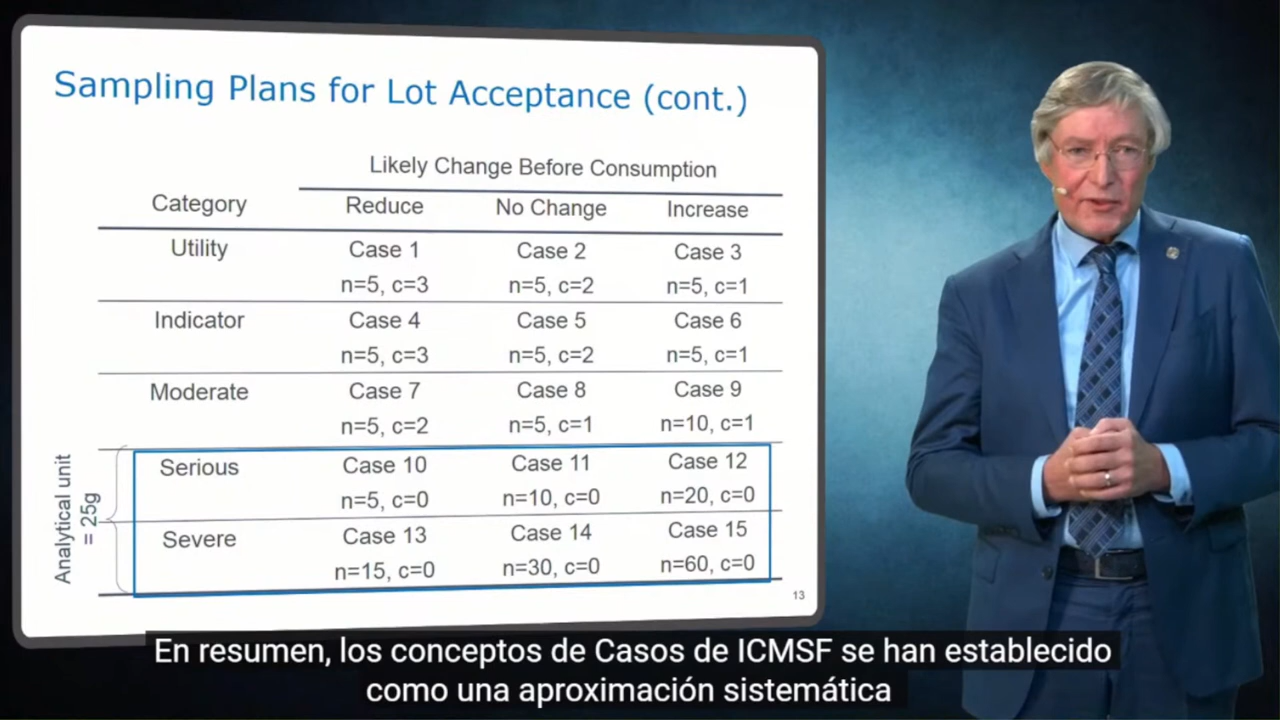 Sampling Plans for Lot Acceptance (cont.)
Likely Change Before Consumption
Category Reduce No Change Increase
Utility Case 1 Case 2 Case 3
n=5, c=3 n=5, c=2 n=5, c=1
Indicator Case 4 Case 5 Case 6
n=5, c=3 n=5, c=2 n=5, c=1
Moderate Case 7 Case 8 Case 9
n=5, c=2 n=5, c=1 n=10, c=1
Analytical unit
= 25g
Serious Case 10 Case 11 Case 12
n=5, c=0 n=10, c=0 n=20, c=0
Severe Case 13 Case 14 Case 15
n=15, c=0 n=30, c=0 n=60, c=0
13
En resumen, los conceptos de Casos de ICMSF se han establecido
como una aproximación sistemática